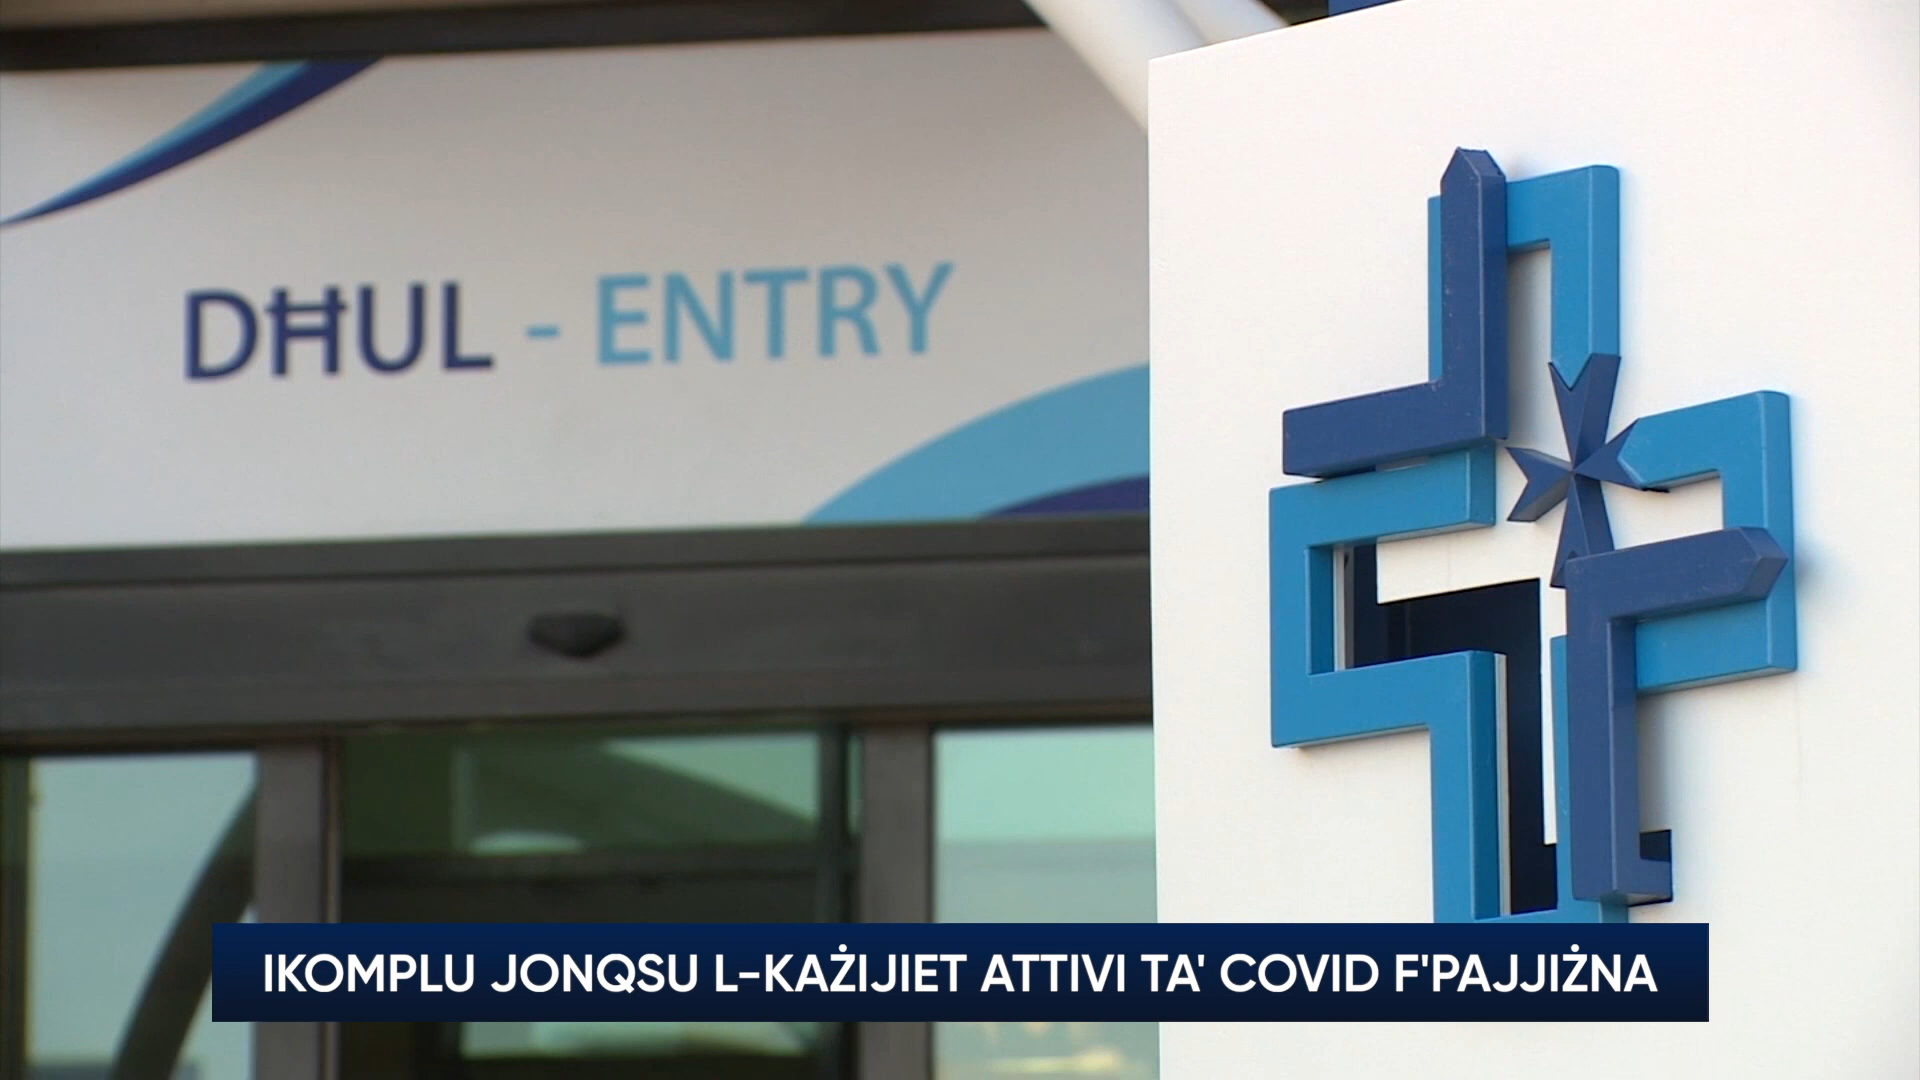 DĦUL - ENTRY
IKOMPLU JONQSU L-KAŻIJIET ATTIVI TA' COVID F'PAJJIŻNA